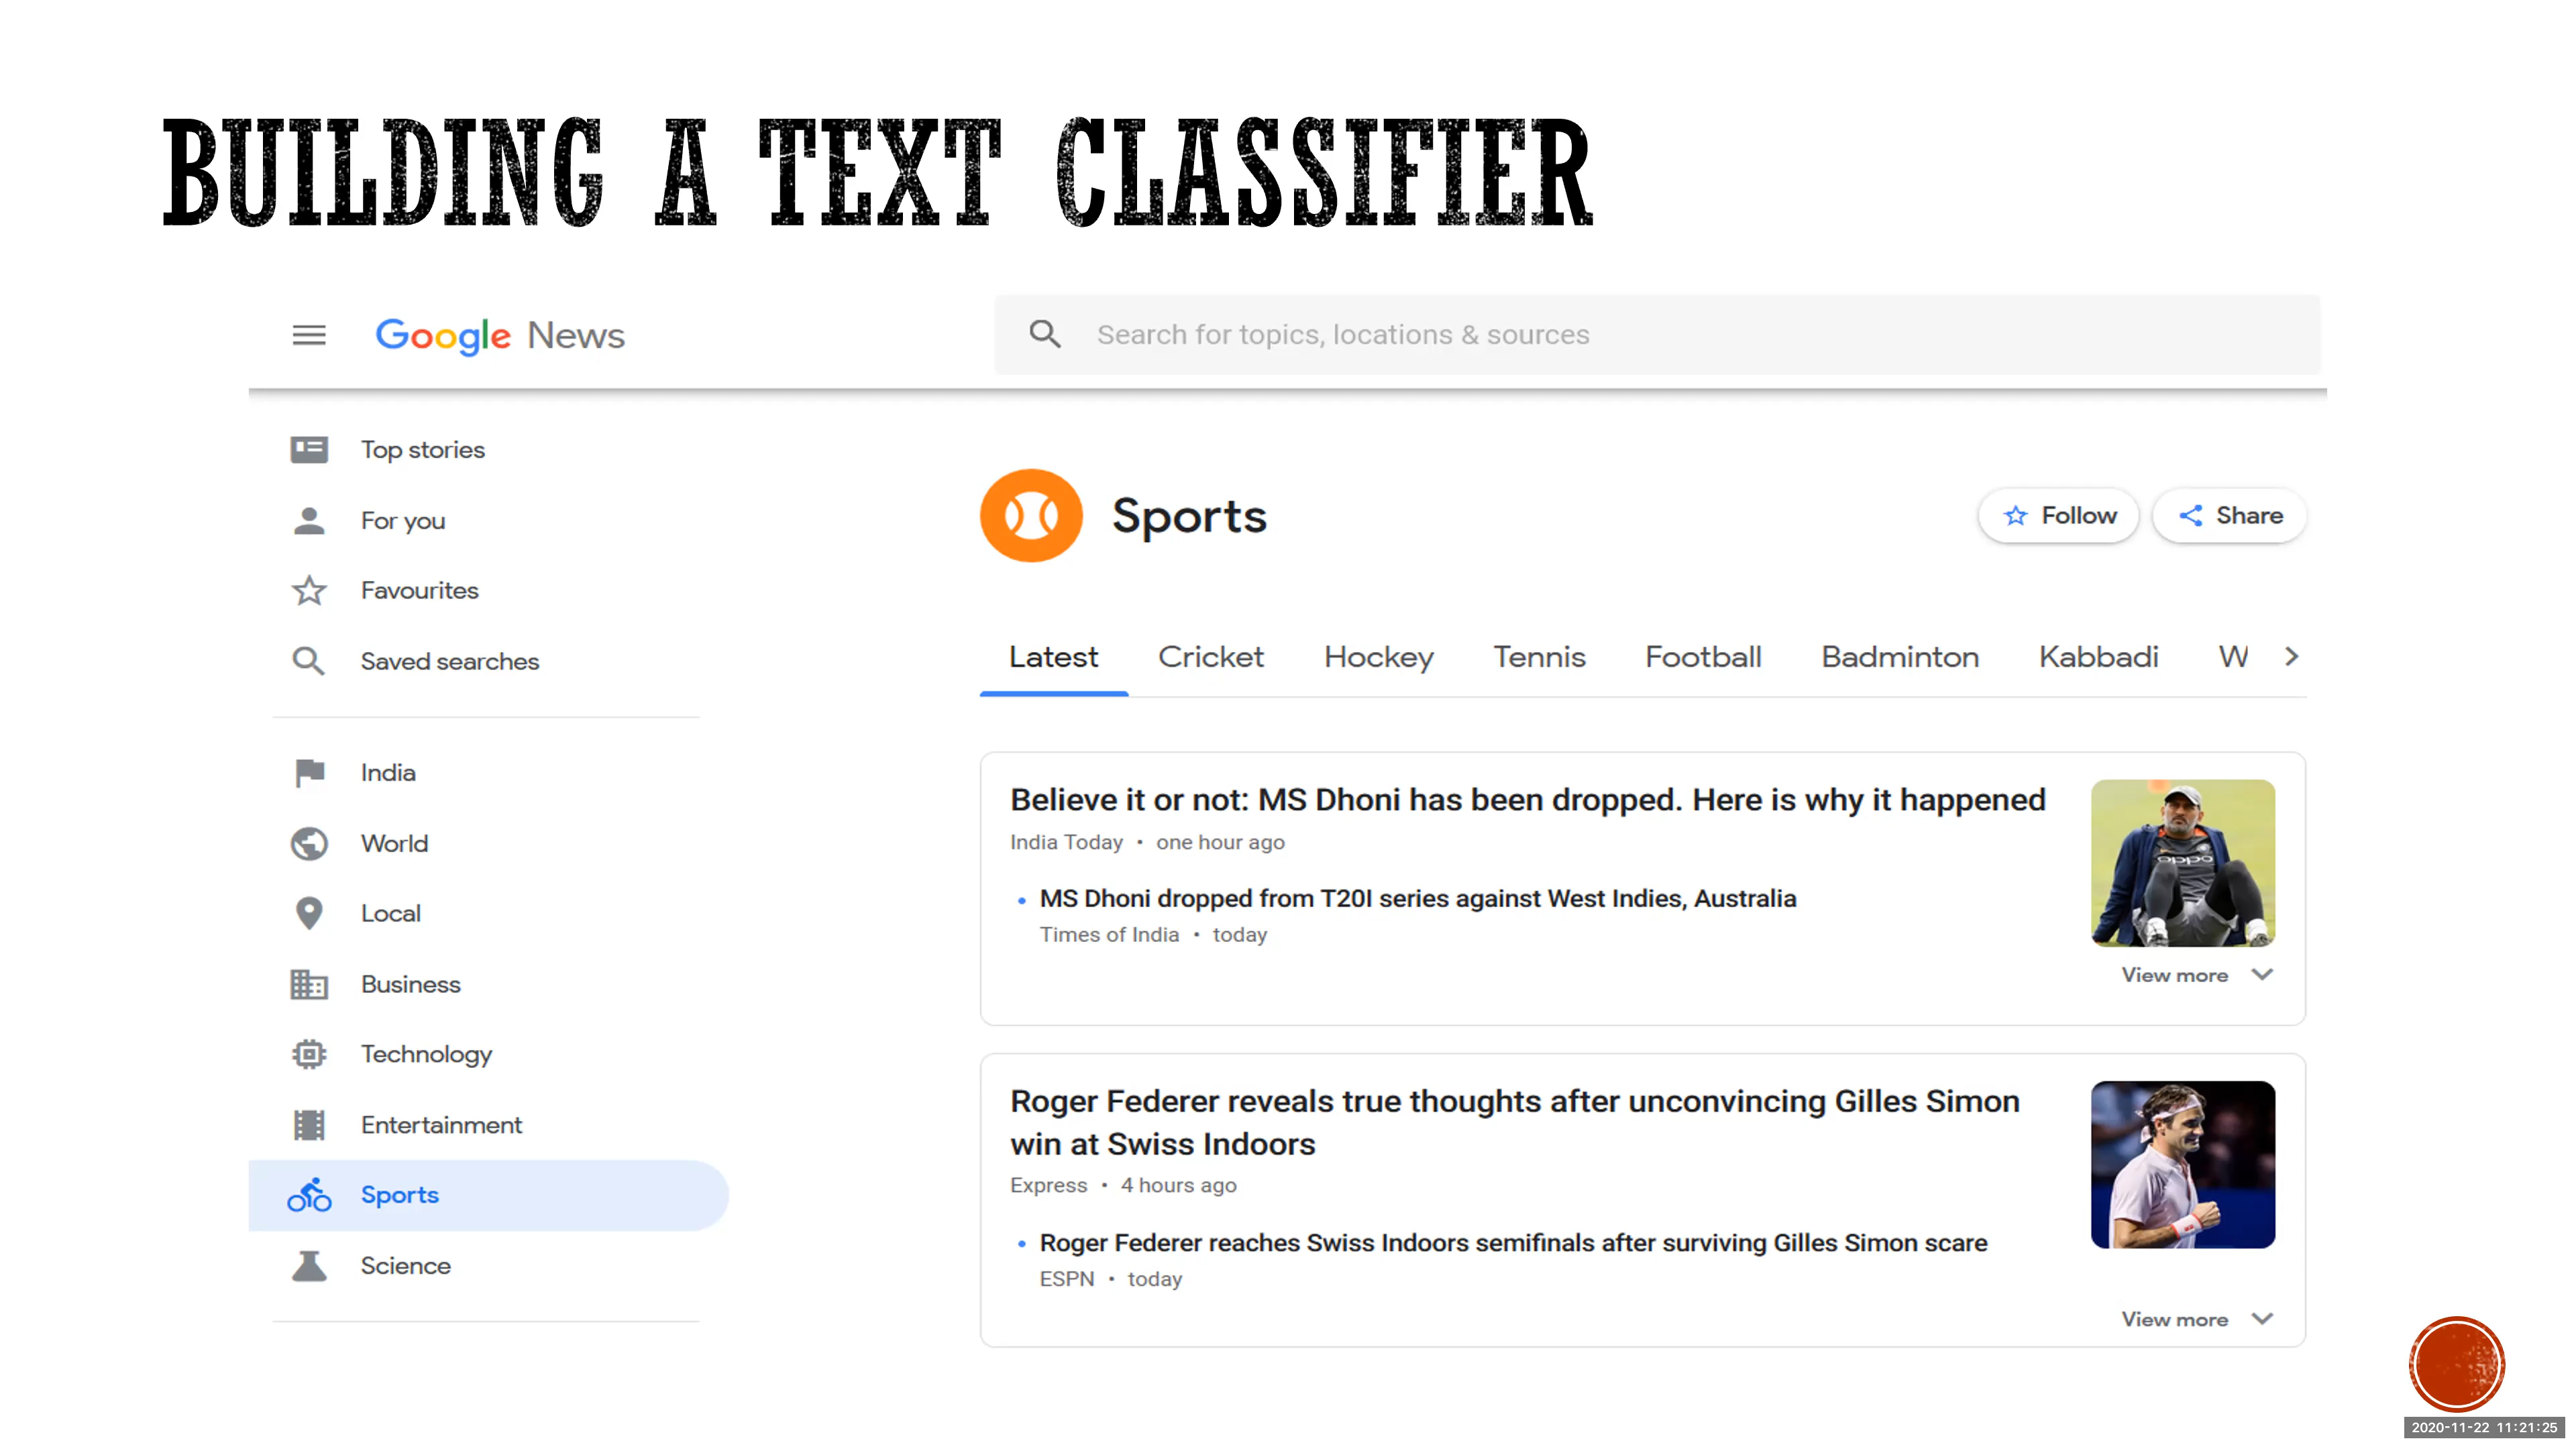 BUILDING A TEXT CLASSIFIER
Google News
Search for topics, locations & sources
Top stories
For you
Favourites
Saved searches
India
World
Local
Business
Technology
Entertainment
Sports
Science
Sports
Follow
Share
Latest Cricket Hockey Tennis Football Badminton Kabbadi W
Believe it or not: MS Dhoni has been dropped. Here is why it happened
India Today • one hour ago
• MS Dhoni dropped from T20I series against West Indies, Australia
Times of India • today
oppo
View more
Roger Federer reveals true thoughts after unconvincing Gilles Simon
win at Swiss Indoors
Express • 4 hours ago
• Roger Federer reaches Swiss Indoors semifinals after surviving Gilles Simon scare
ESPN • today
View more
2020-11-22 11:21:25